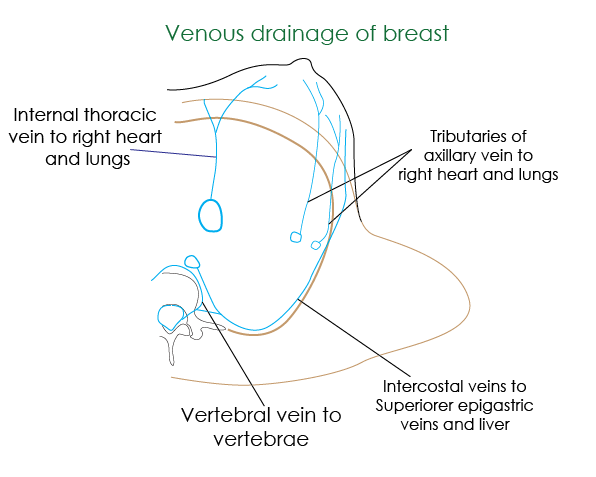 Venous drainage of breast
Internal thoracic
vein to right heart
and lungs
Tributaries of
axillary vein to
right heart and lungs
Intercostal veins to
Superiorer epigastric
veins and liver
Vertebral vein to
vertebrae